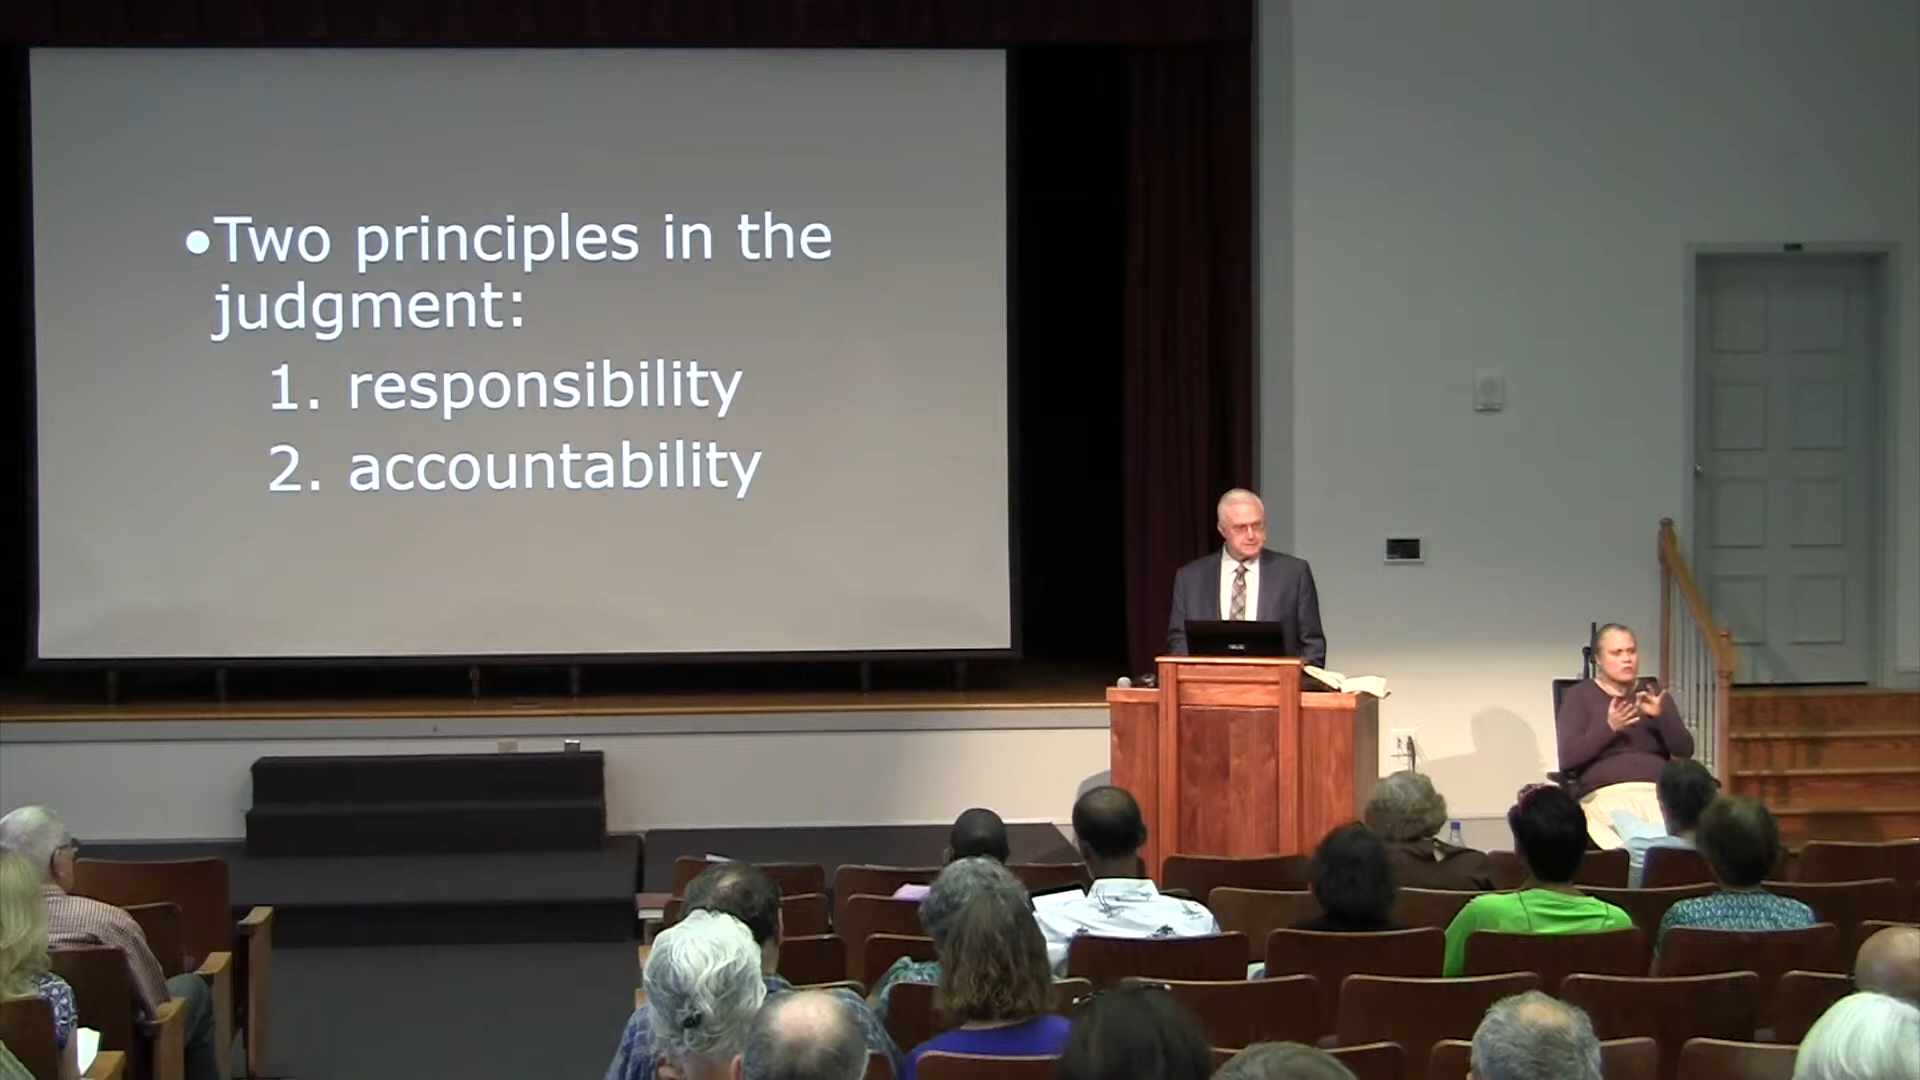 •Two principles in the
judgment:
1. responsibility
2. accountability